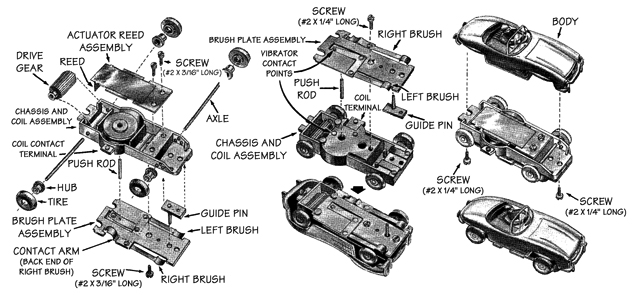 ACTUATOR REED
ASSEMBLY
DRIVE
GEAR
REED
SCREW
(#2 X 3/16" LONG)
CHASSIS AND
COIL ASSEMBLY
COIL CONTACT
TERMINAL
AXLE
PUSH ROD
HUB
TIRE
GUIDE PIN
BRUSH PLATE
ASSEMBLY
LEFT BRUSH
CONTACT ARM
(BACK END OF
RIGHT BRUSH)
SCREW
(#2 X 3/16" LONG)
RIGHT BRUSH
SCREW
(#2 X 1/4" LONG)
BRUSH PLATE ASSEMBLY
RIGHT BRUSH
VIBRATOR
CONTACT
POINTS
PUSH
ROD
LEFT BRUSH
COIL
TERMINAL
GUIDE PIN
CHASSIS AND
COIL ASSEMBLY
BODY
SCREW
(#2 X 1/4" LONG)
SCREW
(#2 X 1/4" LONG)